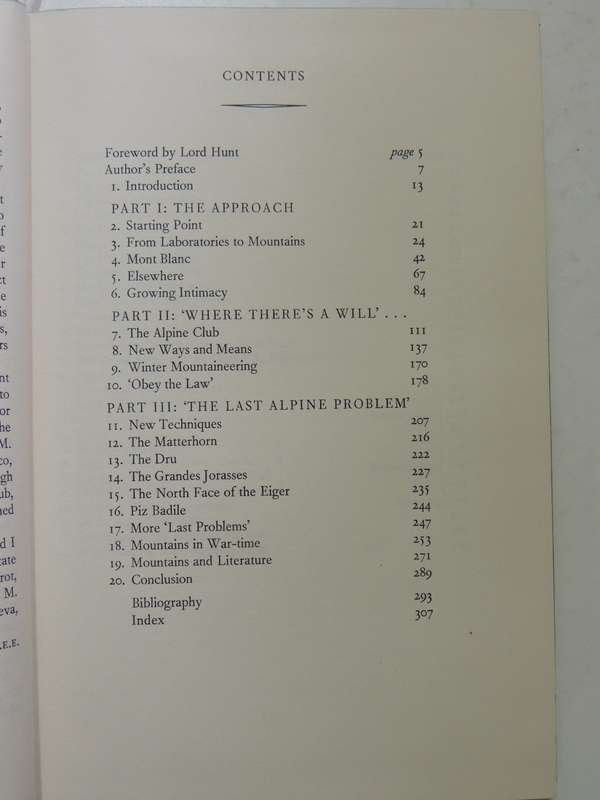 CONTENTS
Foreword by Lord Hunt page 5
Author's Preface 7
1. Introduction 13
PART I: THE APPROACH
2. Starting Point 21
3. From Laboratories to Mountains 24
4. Mont Blanc 42
5. Elsewhere 67
6. Growing Intimacy 84
PART II: 'WHERE THERE'S A WILL' . . .
7. The Alpine Club 111
8. New Ways and Means 137
9. Winter Mountaineering 170
10. 'Obey the Law' 178
PART III: 'THE LAST ALPINE PROBLEM'
11. New Techniques 207
12. The Matterhorn 216
13. The Dru 222
14. The Grandes Jorasses 227
15. The North Face of the Eiger 235
16. Piz Badile 244
17. More 'Last Problems' 247
18. Mountains in War-time 253
19. Mountains and Literature 271
20. Conclusion 289
Bibliography 293
Index 307